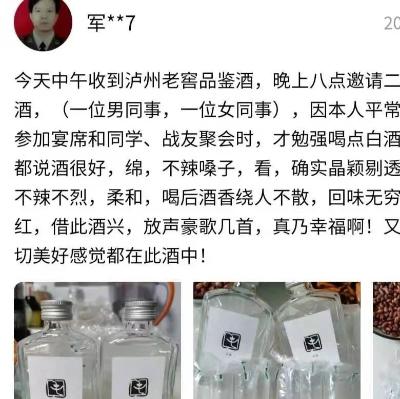 军**7
20
今天中午收到泸州老窖品鉴酒，晚上八点邀请二
酒，（一位男同事，一位女同事），因本人平常
参加宴席和同学、战友聚会时，才勉强喝点白酒
都说酒很好，绵，不辣嗓子，看，确实晶颖剔透
不辣不烈，柔和，喝后酒香绕人不散，回味无穷
红，借此酒兴，放声豪歌几首，真乃幸福啊！又
切美好感觉都在此酒中！